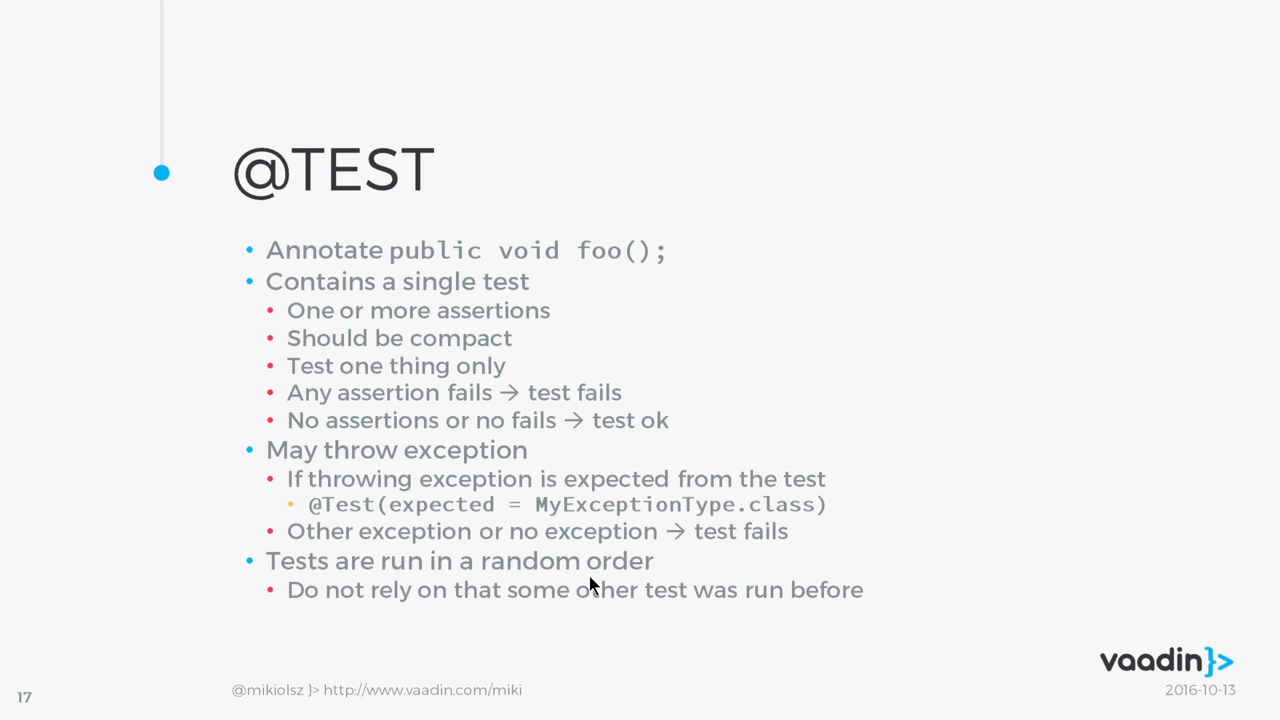 @TEST
• Annotate public void foo();
• Contains a single test
• One or more assertions
• Should be compact
• Test one thing only
• Any assertion fails → test fails
• No assertions or no fails → test ok
• May throw exception
• If throwing exception is expected from the test
• @Test(expected = MyExceptionType.class)
• Other exception or no exception → test fails
• Tests are run in a random order
• Do not rely on that some other test was run before
vaadin}>
17
@mikiolsz }> http://www.vaadin.com/miki
2016-10-13